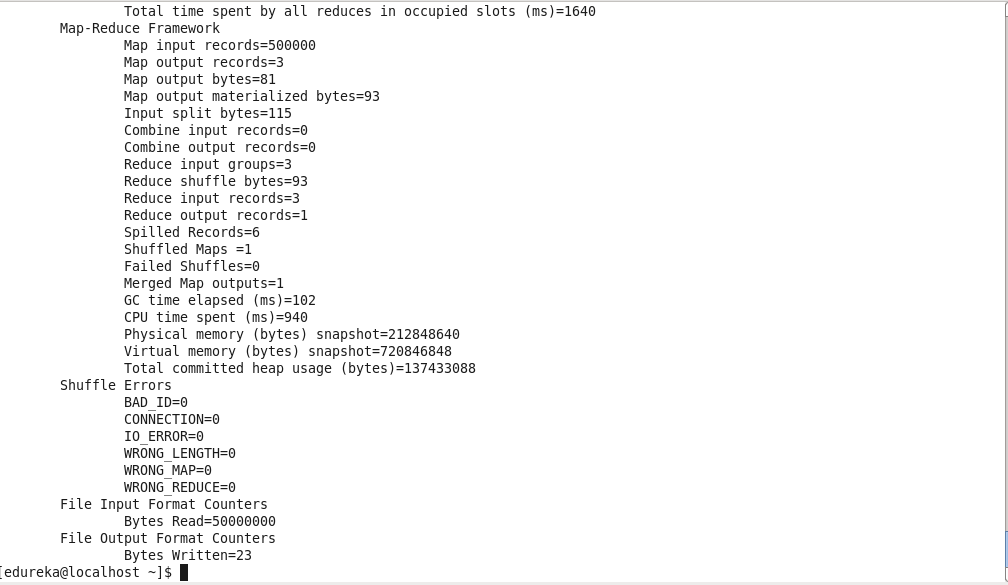 Total time spent by all reduces in occupied slots (ms)=1640
Map-Reduce Framework
Map input records=500000
Map output records=3
Map output bytes=81
Map output materialized bytes=93
Input split bytes=115
Combine input records=0
Combine output records=0
Reduce input groups=3
Reduce shuffle bytes=93
Reduce input records=3
Reduce output records=1
Spilled Records=6
Shuffled Maps =1
Failed Shuffles=0
Merged Map outputs=1
GC time elapsed (ms)=102
CPU time spent (ms)=940
Physical memory (bytes) snapshot=212848640
Virtual memory (bytes) snapshot=720846848
Total committed heap usage (bytes)=137433088
Shuffle Errors
BAD_ID=0
CONNECTION=0
IO_ERROR=0
WRONG_LENGTH=0
WRONG_MAP=0
WRONG_REDUCE=0
File Input Format Counters
Bytes Read=50000000
File Output Format Counters
Bytes Written=23
[edureka@localhost ~]$